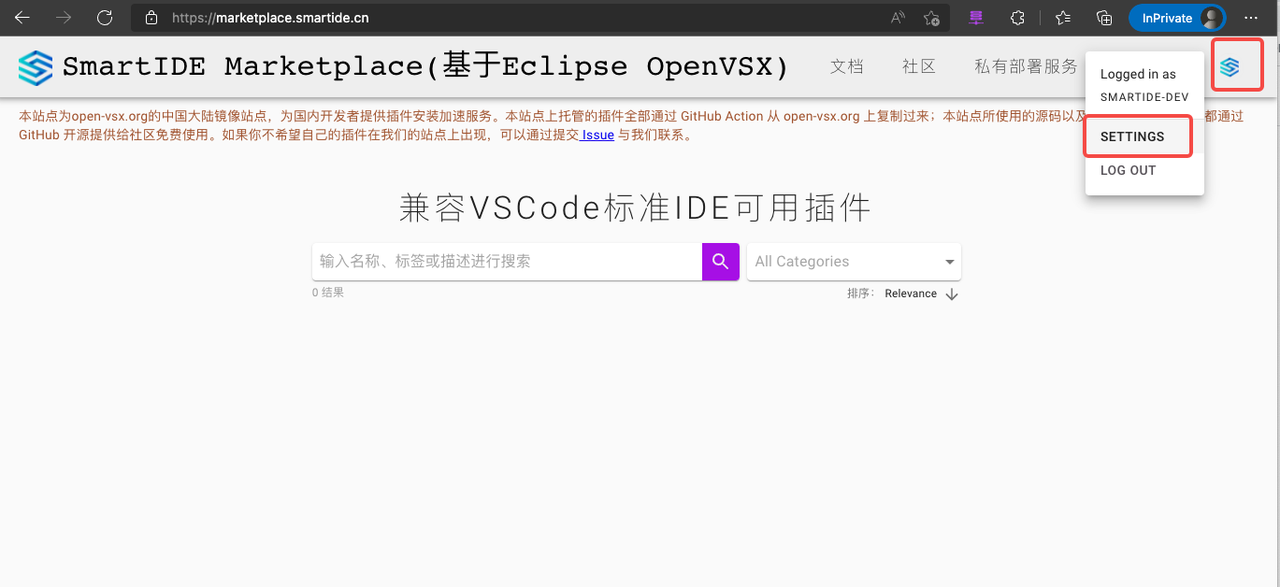 https://marketplace.smartide.cn
InPrivate
SmartIDE Marketplace(基于Eclipse OpenVSX)
文档
社区
私有部署服务
Logged in as
SMARTIDE-DEV
SETTINGS
LOG OUT
本站点为open-vsx.org的中国大陆镜像站点，为国内开发者提供插件安装加速服务。本站点上托管的插件全部通过 GitHub Action 从 open-vsx.org 上复制过来；本站点所使用的源码以及 都通过
GitHub 开源提供给社区免费使用。如果你不希望自己的插件在我们的站点上出现，可以通过提交 Issue 与我们联系。
兼容VSCode标准IDE可用插件
输入名称、标签或描述进行搜索
All Categories
0 结果
排序： Relevance